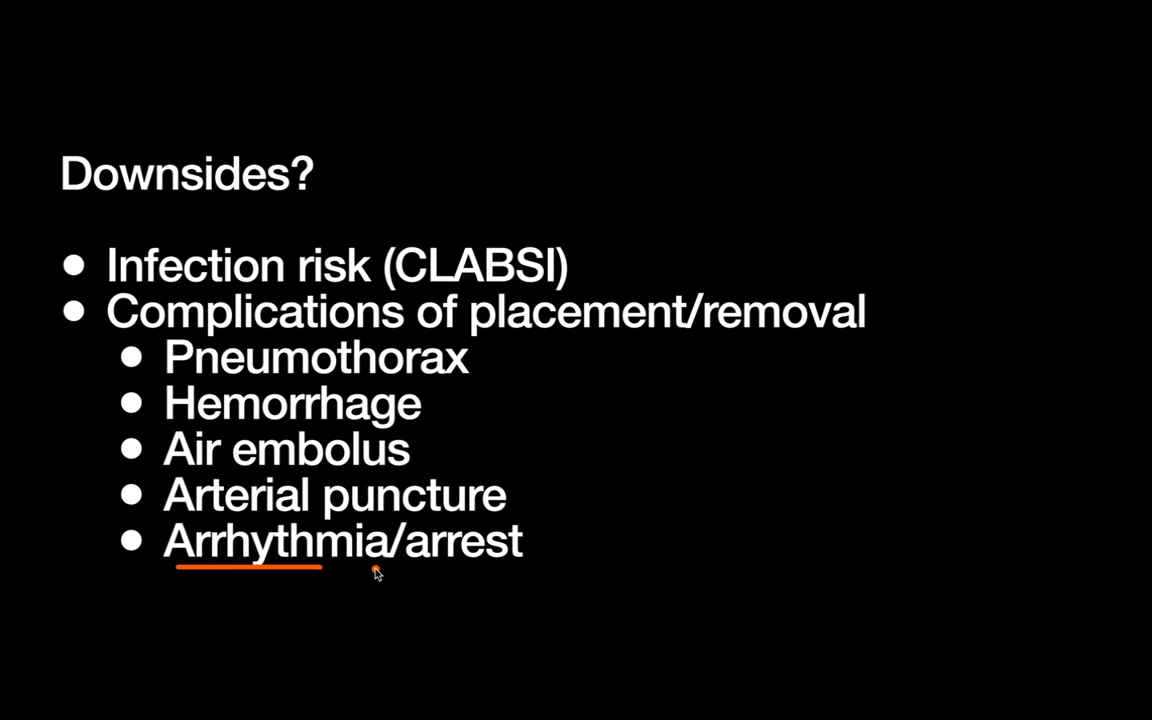 Downsides?
● Infection risk (CLABSI)
● Complications of placement/removal
● Pneumothorax
● Hemorrhage
● Air embolus
● Arterial puncture
● Arrhythmia/arrest